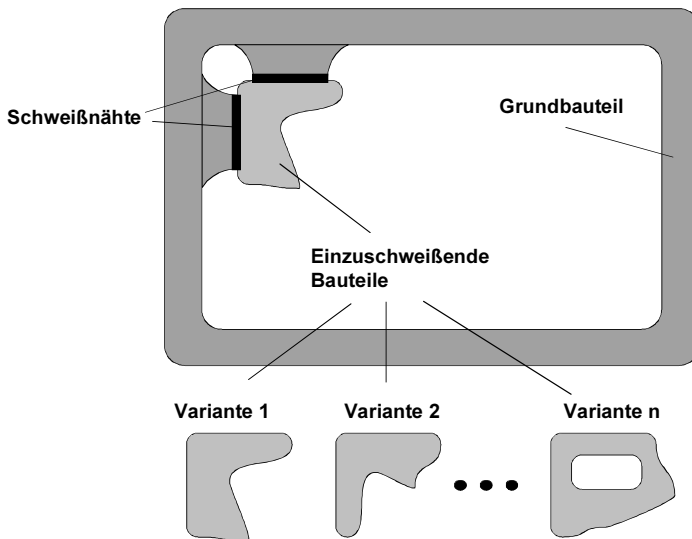 Schweißnähte
Grundbauteil
Einzuschweißende
Bauteile
Variante 1
Variante 2
Variante n